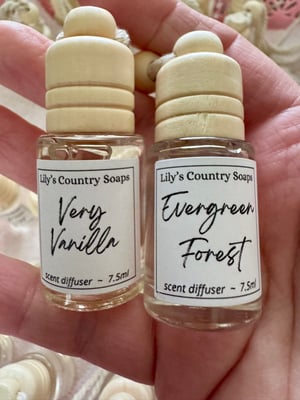 Lily's Country Soaps
Very
Vanilla
scent diffuser ~ 7.5ml
Lily's Country Soaps
Evergreen
Forest
scent diffuser ~ 7.5ml